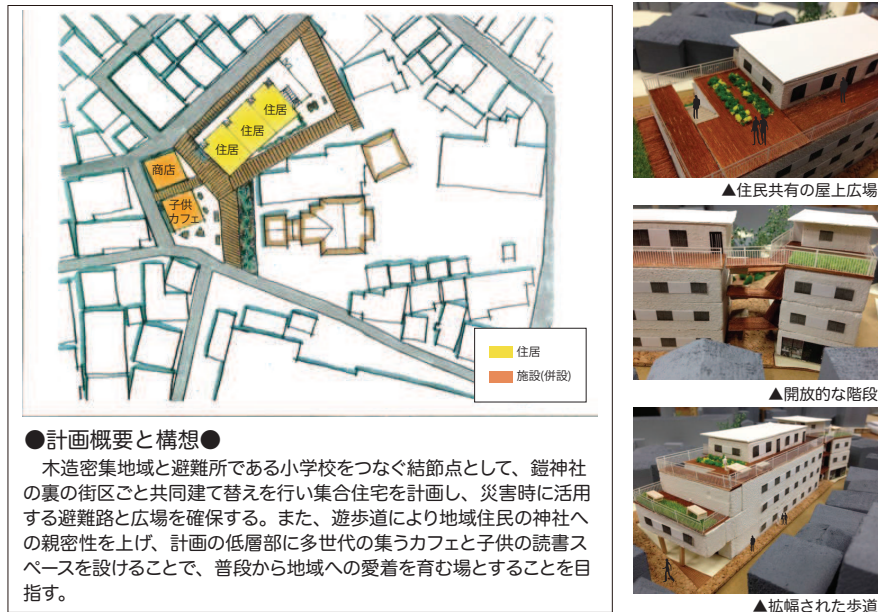 住居
住居
住居
商店
子供
カフェ
住居
施設(併設)
●計画概要と構想●
　木造密集地域と避難所である小学校をつなぐ結節点として、鎧神社
の裏の街区ごと共同建て替えを行い集合住宅を計画し、災害時に活用
する避難路と広場を確保する。また、遊歩道により地域住民の神社へ
の親密性を上げ、計画の低層部に多世代の集うカフェと子供の読書ス
ペースを設けることで、普段から地域への愛着を育む場とすることを目
指す。
▲住民共有の屋上広場
▲開放的な階段
▲拡幅された歩道